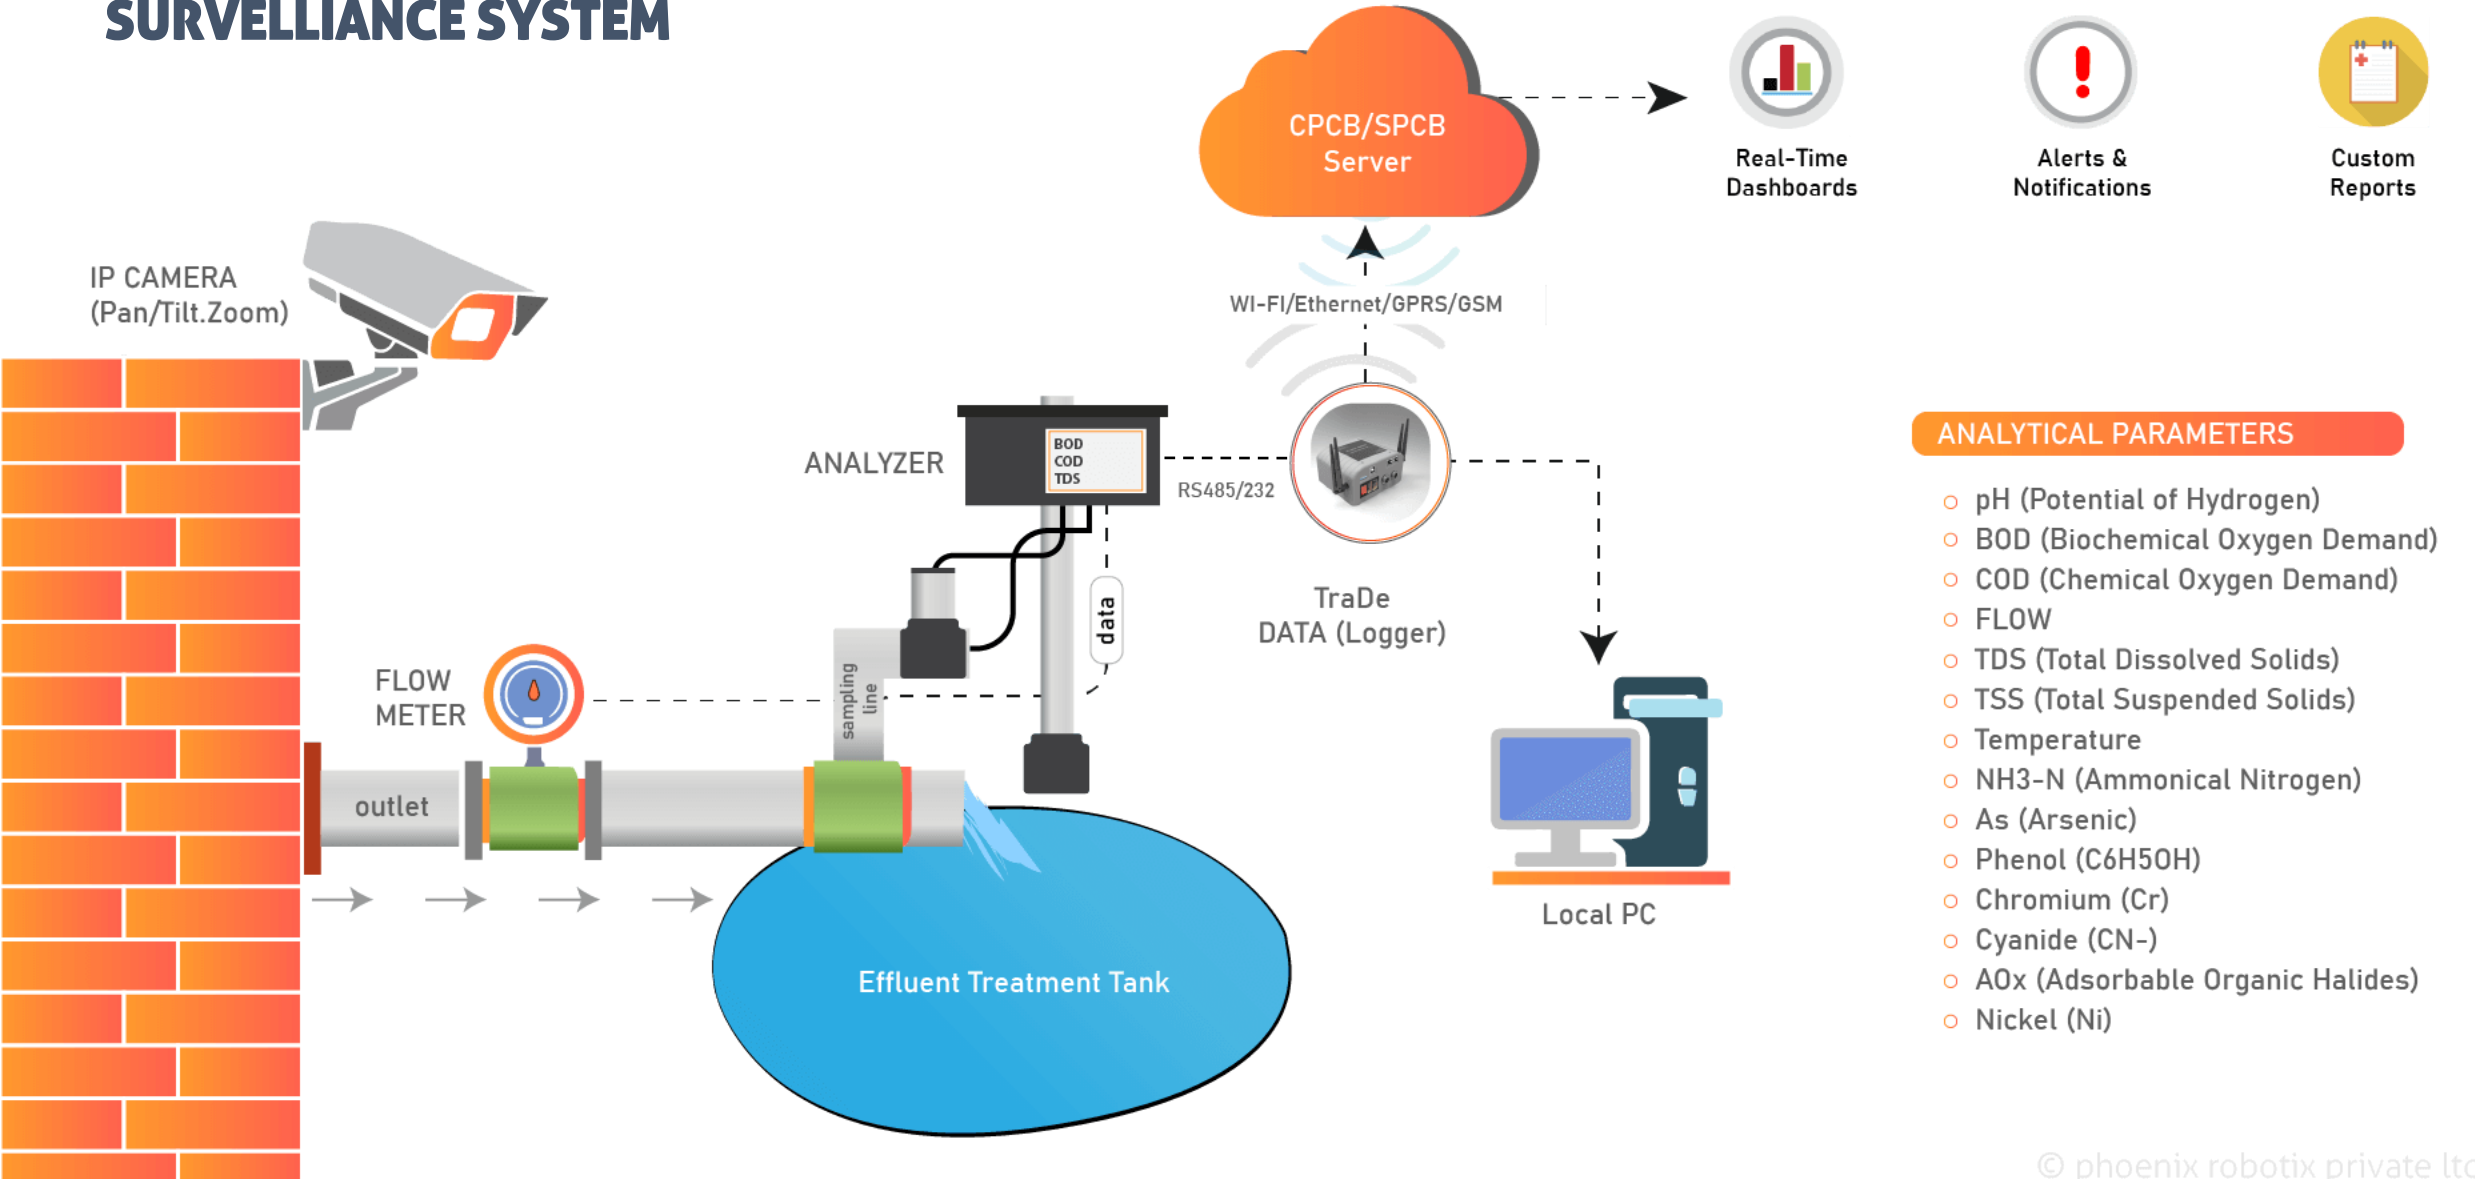 SURVELLIANCE SYSTEM
CPCB/SPCB
Server
Real-Time
Dashboards
Alerts &
Notifications
Custom
Reports
IP CAMERA
(Pan/Tilt.Zoom)
WI-FI/Ethernet/GPRS/GSM
ANALYZER
BOD
COD
TDS
RS485/232
TraDe
DATA (Logger)
data
FLOW
METER
sampling
line
outlet
Effluent Treatment Tank
Local PC
ANALYTICAL PARAMETERS
pH (Potential of Hydrogen)
BOD (Biochemical Oxygen Demand)
COD (Chemical Oxygen Demand)
FLOW
TDS (Total Dissolved Solids)
TSS (Total Suspended Solids)
Temperature
NH3-N (Ammonical Nitrogen)
As (Arsenic)
Phenol (C6H5OH)
Chromium (Cr)
Cyanide (CN-)
AOx (Adsorbable Organic Halides)
Nickel (Ni)
© phoenix robotix private ltd